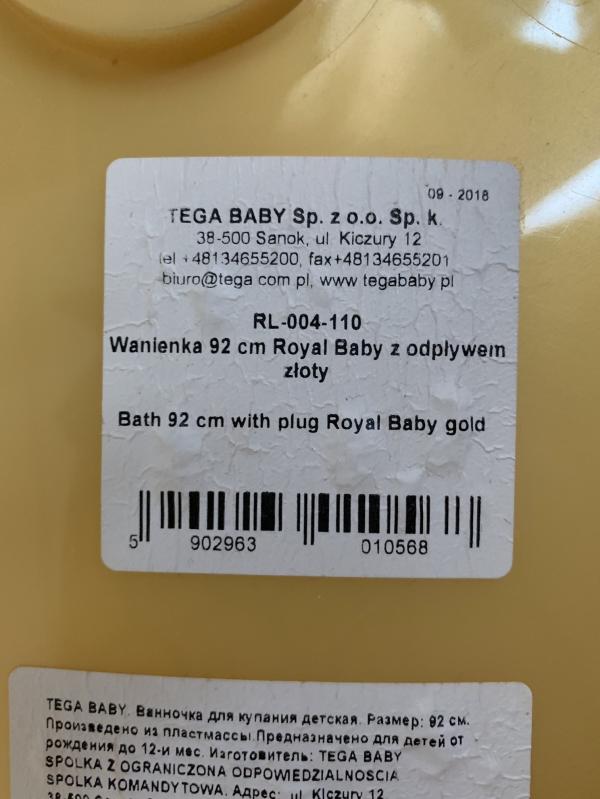 09 - 2018
TEGA BABY Sp. z o.o. Sp. k.
38-500 Sanok, ul. Kiczury 12
tel +48134655200, fax+48134655201
biuro@tega.com.pl, www.tegababy.pl
RL-004-110
Wanienka 92 cm Royal Baby z odpływem
złoty
Bath 92 cm with plug Royal Baby gold
5 902963 010568
TEGA BABY. Ванночка для купания детская. Размер: 92 см.
Произведено из пластмассы.Предназначено для детей от
рождения до 12-и мес. Изготовитель: TEGA BABY
SPOLKA Z OGRANICZONA ODPOWIEDZIALNOSCIA
SPOLKA KOMANDYTOWA. Адрес: ul. Kiczury 12
38-500